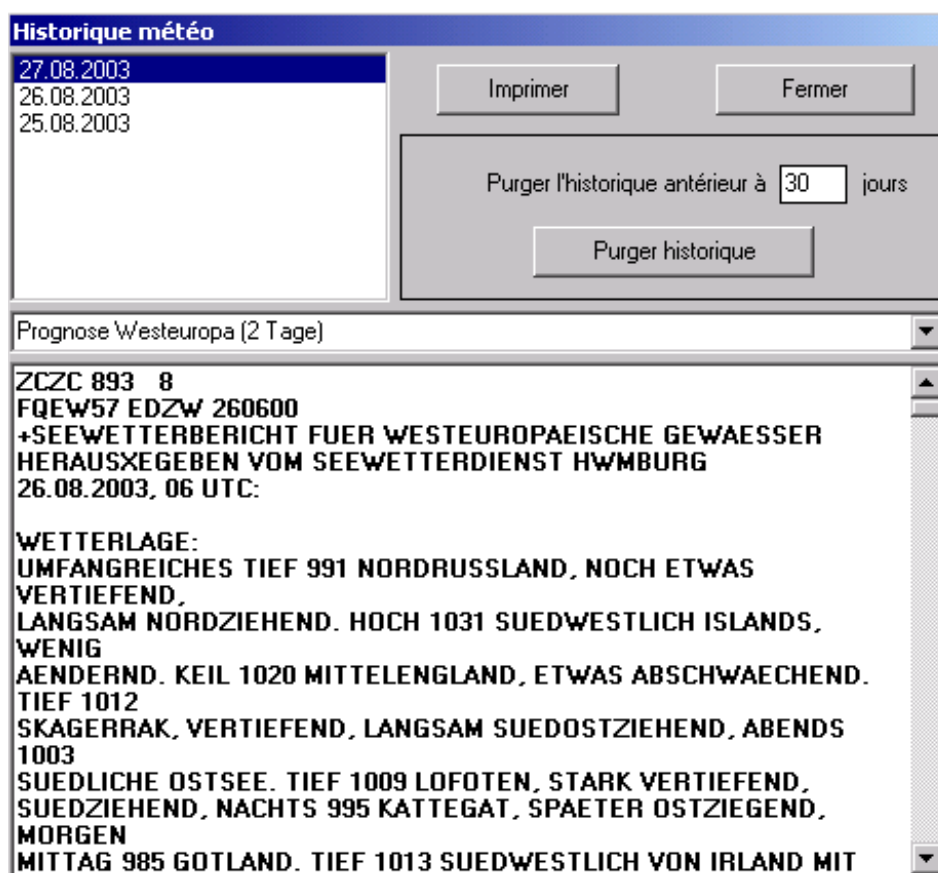 Historique météo
27.08.2003
26.08.2003
25.08.2003
Imprimer
Fermer
Purger l'historique antérieur à 30 jours
Purger historique
Prognose Westeuropa (2 Tage)
ZCZC 893 8
FQEW57 EDZW 260600
+SEEWETTERBERICHT FUER WESTEUROPAEISCHE GEWAESSER
HERAUSXEGEBEN VOM SEEWETTERDIENST HWMBURG
26.08.2003, 06 UTC:
WETTERLAGE:
UMFANGREICHES TIEF 991 NORDRUSSLAND, NOCH ETWAS
VERTIEFEND,
LANGSAM NORDZIEHEND. HOCH 1031 SUEDWESTLICH ISLANDS,
WENIG
AENDERND. KEIL 1020 MITTELENGLAND, ETWAS ABSCHWAECHEND.
TIEF 1012
SKAGERRAK, VERTIEFEND, LANGSAM SUEDOSTZIEHEND, ABENDS
1003
SUEDLICHE OSTSEE. TIEF 1009 LOFOTEN, STARK VERTIEFEND,
SUEDZIEHEND, NACHTS 995 KATTEGAT, SPAETER OSTZIEGEND,
MORGEN
MITTAG 985 GOTLAND. TIEF 1013 SUEDWESTLICH VON IRLAND MIT